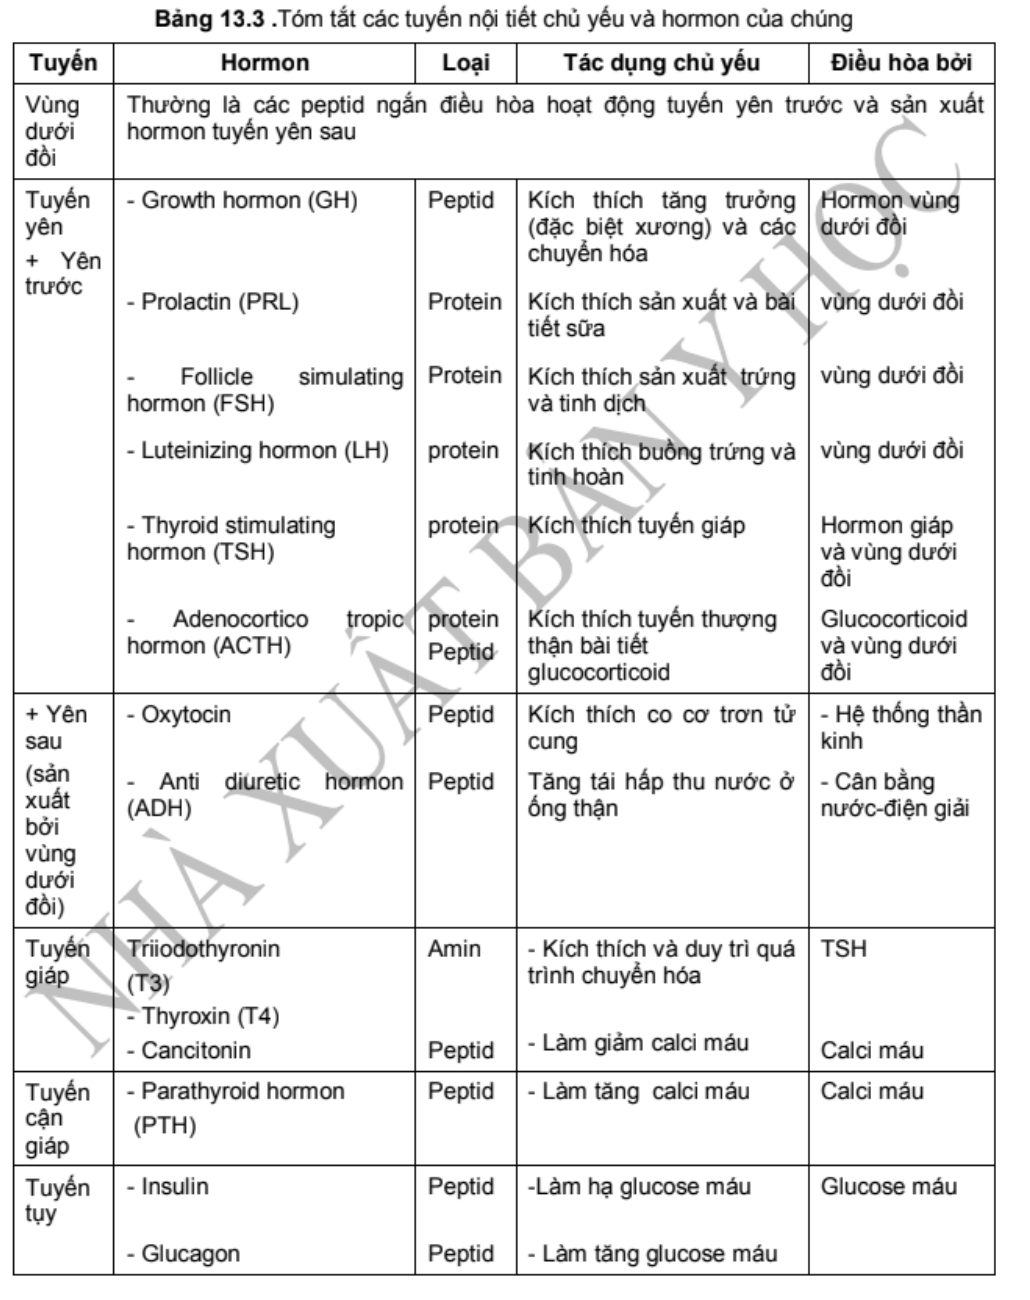 Bảng 13.3 .Tóm tắt các tuyến nội tiết chủ yếu và hormon của chúng
Tuyến Hormon Loại Tác dụng chủ yếu Điều hòa bởi
Vùng dưới đồi
Thường là các peptid ngắn điều hòa hoạt động tuyến yên trước và sản xuất
hormon tuyến yên sau
Tuyến yên
+ Yên trước
- Growth hormon (GH) Peptid Kích thích tăng trưởng (đặc biệt xương) và các chuyển hóa Hormon vùng dưới đồi
- Prolactin (PRL) Protein Kích thích sản xuất và bài tiết sữa vùng dưới đồi
- Follicle simulating hormon (FSH) Protein Kích thích sản xuất trứng và tinh dịch vùng dưới đồi
- Luteinizing hormon (LH) protein Kích thích buồng trứng và tinh hoàn vùng dưới đồi
- Thyroid stimulating hormon (TSH) protein Kích thích tuyến giáp Hormon giáp và vùng dưới đồi
- Adenocortico tropic hormon (ACTH) protein Peptid Kích thích tuyến thượng thận bài tiết glucocorticoid Glucocorticoid và vùng dưới đồi
+ Yên sau
(sản xuất bởi vùng dưới đồi)
- Oxytocin Peptid Kích thích co cơ trơn tử cung - Hệ thống thần kinh
- Anti diuretic hormon (ADH) Peptid Tăng tái hấp thu nước ở ống thận - Cân bằng nước-điện giải
Tuyến giáp
Triiodothyronin (T3) Amin - Kích thích và duy trì quá trình chuyển hóa TSH
- Thyroxin (T4)
- Cancitonin Peptid - Làm giảm calci máu Calci máu
Tuyến cận giáp
- Parathyroid hormon (PTH) Peptid - Làm tăng calci máu Calci máu
Tuyến tụy
- Insulin Peptid -Làm hạ glucose máu Glucose máu
- Glucagon Peptid - Làm tăng glucose máu
NHÀ XUẤT BẢN Y HỌC